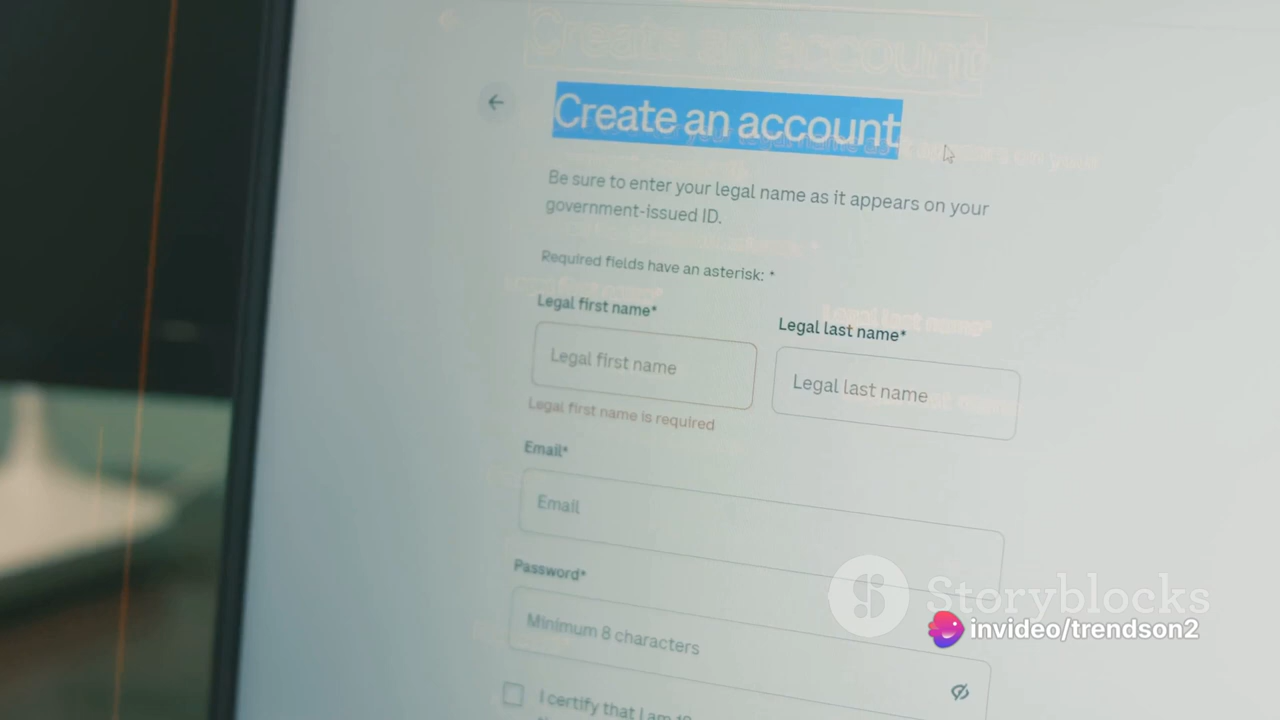 Create an account
Be sure to enter your legal name as it appears on your
government-issued ID.
Required fields have an asterisk: *
Legal first name*
Legal last name*
Legal first name
Legal last name
Legal first name is required
Email*
Email
Password*
Minimum 8 characters
I certify that I am
Storyblocks
invideo/trendson2